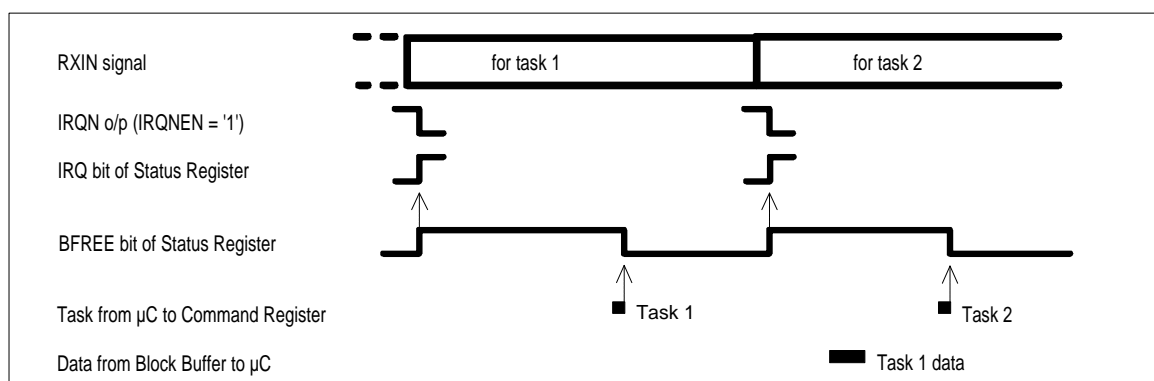 RXIN signal for task 1 for task 2
IRQN o/p (IRQNEN = '1')
IRQ bit of Status Register
BFREE bit of Status Register
Task from µC to Command Register Task 1 Task 2
Data from Block Buffer to µC Task 1 data